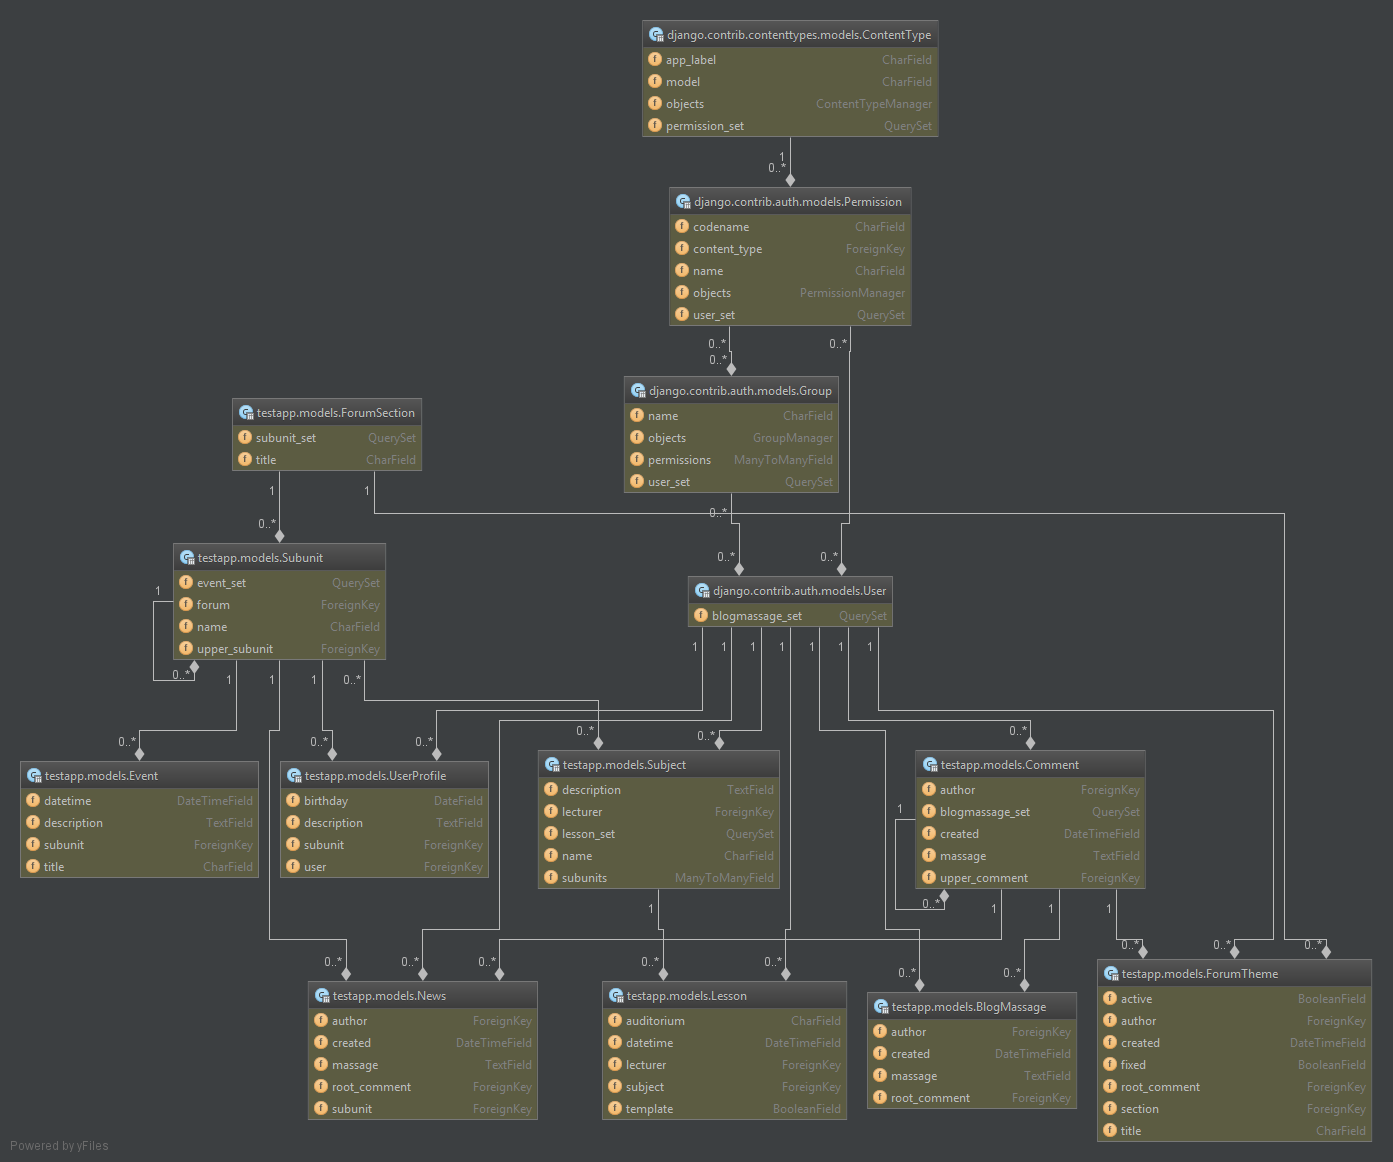 django.contrib.contenttypes.models.ContentType
app_label CharField
model CharField
objects ContentTypeManager
permission_set QuerySet
1
0..*
django.contrib.auth.models.Permission
codename CharField
content_type ForeignKey
name CharField
objects PermissionManager
user_set QuerySet
0..* 0..*
0..*
django.contrib.auth.models.Group
name CharField
objects GroupManager
permissions ManyToManyField
user_set QuerySet
testapp.models.ForumSection
subunit_set QuerySet
title CharField
1 1
0..*
0..*
0..* 0..*
testapp.models.Subunit
event_set QuerySet
forum ForeignKey
name CharField
upper_subunit ForeignKey
1
0..*
django.contrib.auth.models.User
blogmassage_set QuerySet
1 1 1 1 1 1 1
1 1 1 0..*
0..* 0..* 0..* 0..* 0..* 0..*
testapp.models.Event
datetime DateTimeField
description TextField
subunit ForeignKey
title CharField
testapp.models.UserProfile
birthday DateField
description TextField
subunit ForeignKey
user ForeignKey
testapp.models.Subject
description TextField
lecturer ForeignKey
lesson_set QuerySet
name CharField
subunits ManyToManyField
testapp.models.Comment
author ForeignKey
blogmassage_set QuerySet
created DateTimeField
massage TextField
upper_comment ForeignKey
1
0..*
1 1 1 1
0..* 0..* 0..* 0..* 0..* 0..* 0..* 0..* 0..* 0..*
testapp.models.News
author ForeignKey
created DateTimeField
massage TextField
root_comment ForeignKey
subunit ForeignKey
testapp.models.Lesson
auditorium CharField
datetime DateTimeField
lecturer ForeignKey
subject ForeignKey
template BooleanField
testapp.models.BlogMassage
author ForeignKey
created DateTimeField
massage TextField
root_comment ForeignKey
testapp.models.ForumTheme
active BooleanField
author ForeignKey
created DateTimeField
fixed BooleanField
root_comment ForeignKey
section ForeignKey
title CharField
Powered by yFiles